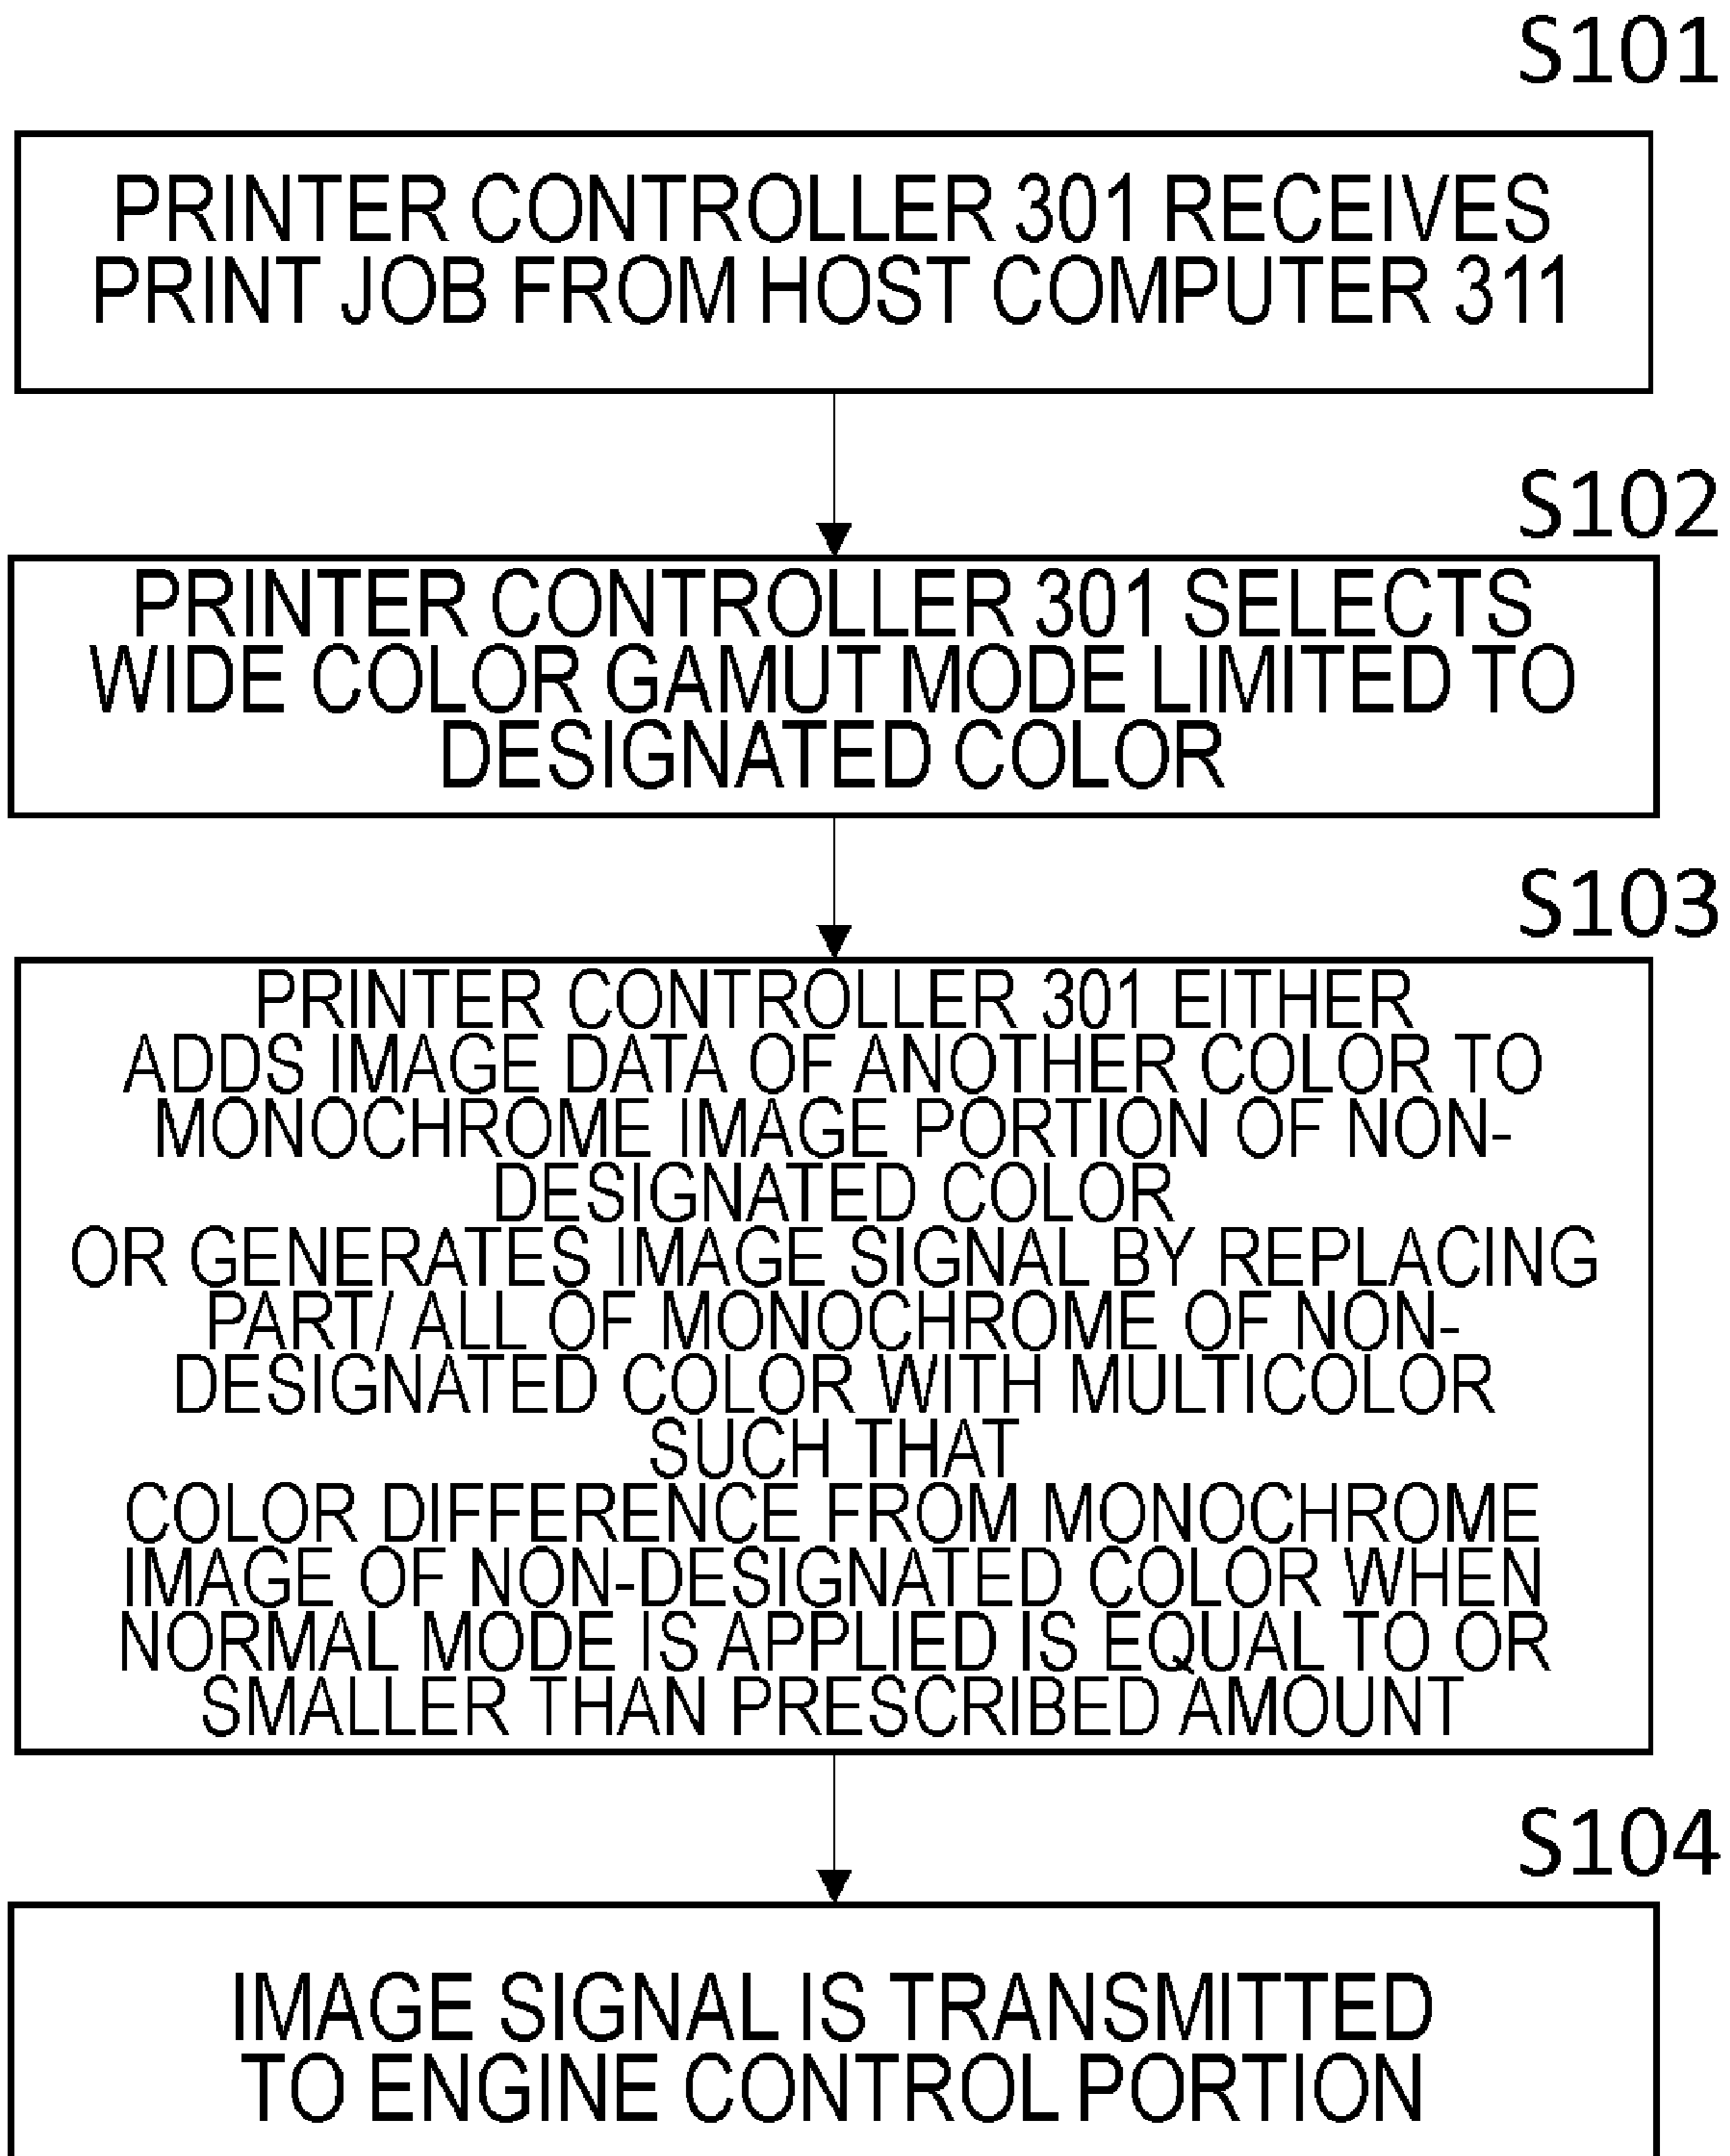 S101
PRINTER CONTROLLER 301 RECEIVES
PRINT JOB FROM HOST COMPUTER 311
S102
PRINTER CONTROLLER 301 SELECTS
WIDE COLOR GAMUT MODE LIMITED TO
DESIGNATED COLOR
S103
PRINTER CONTROLLER 301 EITHER
ADDS IMAGE DATA OF ANOTHER COLOR TO
MONOCHROME IMAGE PORTION OF NON-
DESIGNATED COLOR
OR GENERATES IMAGE SIGNAL BY REPLACING
PART/ALL OF MONOCHROME OF NON-
DESIGNATED COLOR WITH MULTICOLOR
SUCH THAT
COLOR DIFFERENCE FROM MONOCHROME
IMAGE OF NON-DESIGNATED COLOR WHEN
NORMAL MODE IS APPLIED IS EQUAL TO OR
SMALLER THAN PRESCRIBED AMOUNT
S104
IMAGE SIGNAL IS TRANSMITTED
TO ENGINE CONTROL PORTION